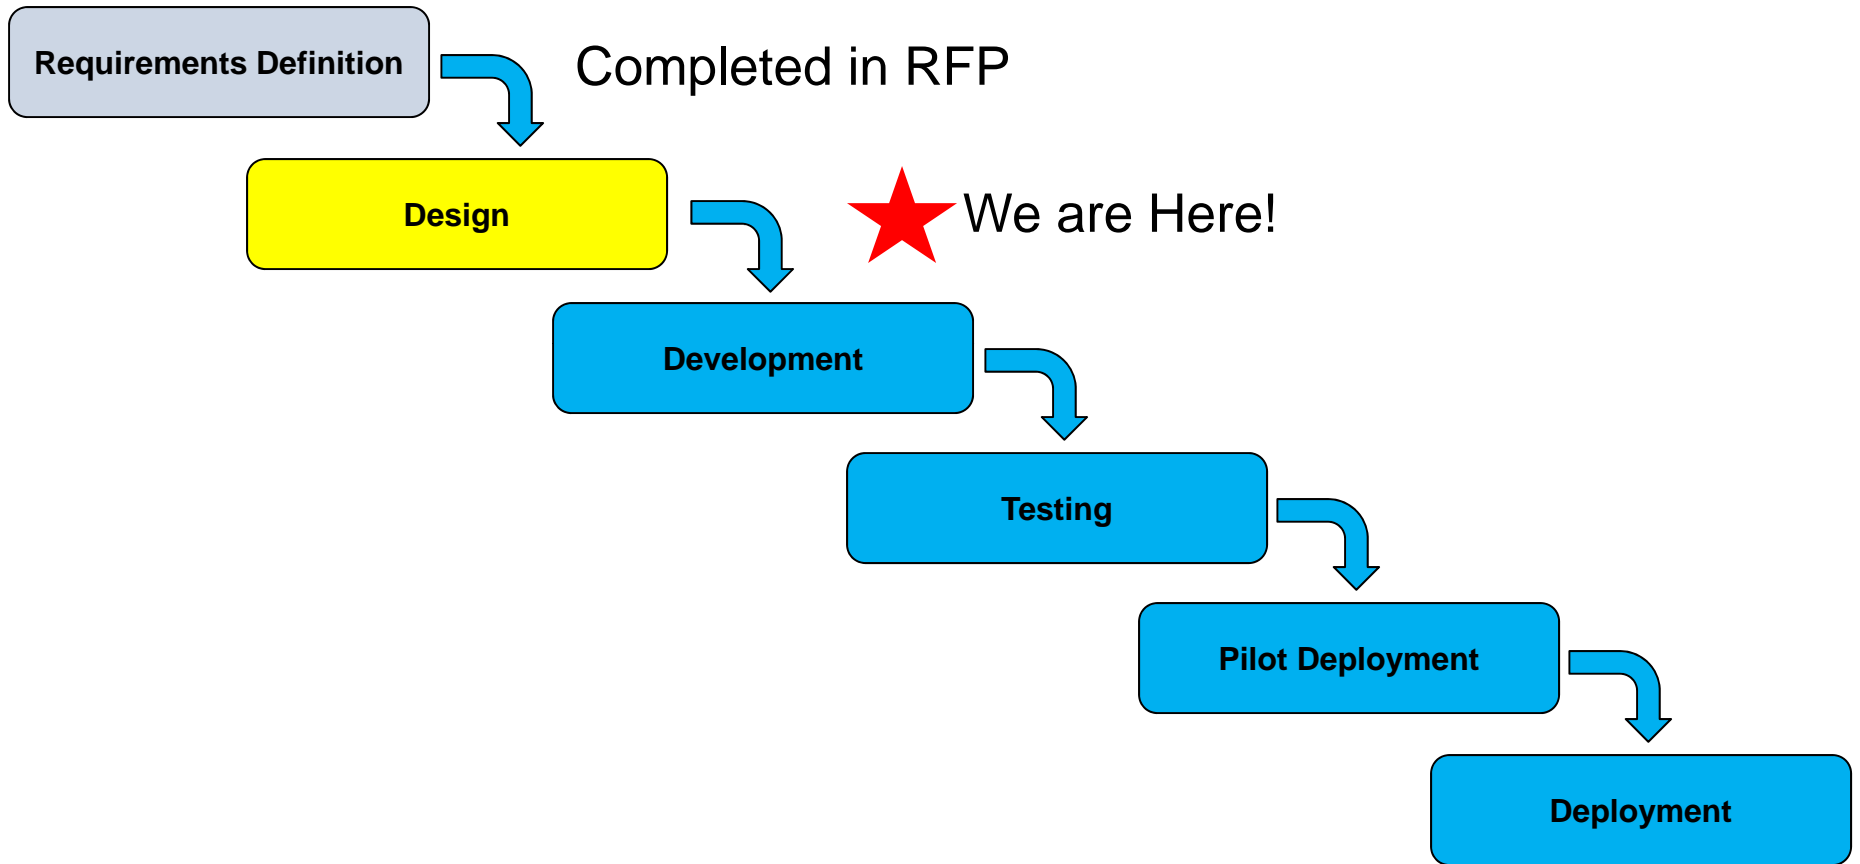 Requirements Definition
Completed in RFP
Design
We are Here!
Development
Testing
Pilot Deployment
Deployment